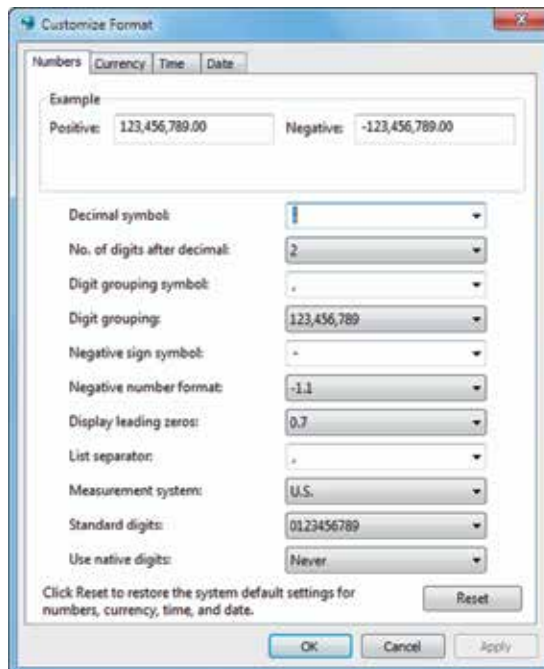 Customize Format
Numbers Currency Time Date
Example
Positive: 123,456,789.00 Negative: -123,456,789.00
Decimal symbol: .
No. of digits after decimal: 2
Digit grouping symbol: ,
Digit grouping: 123,456,789
Negative sign symbol: -
Negative number format: -1.1
Display leading zeros: 0.7
List separator: ,
Measurement system: U.S.
Standard digits: 0123456789
Use native digits: Never
Click Reset to restore the system default settings for
numbers, currency, time, and date.
Reset
OK Cancel Apply